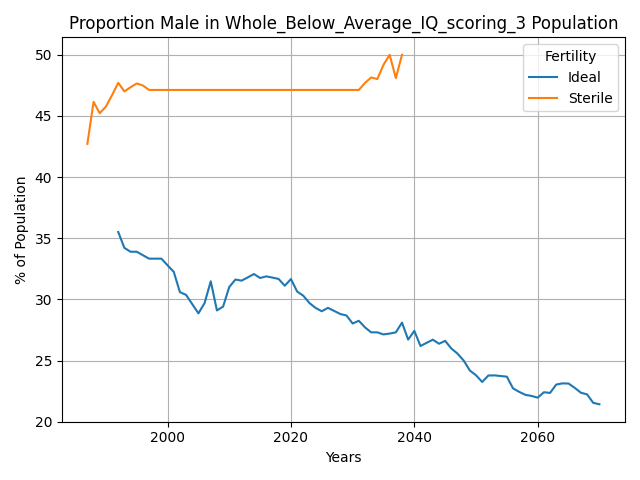 Proportion Male in Whole_Below_Average_IQ_scoring_3 Population
% of Population
50
45
40
35
30
25
20
Fertility
Ideal
Sterile
2000
2020
2040
2060
Years